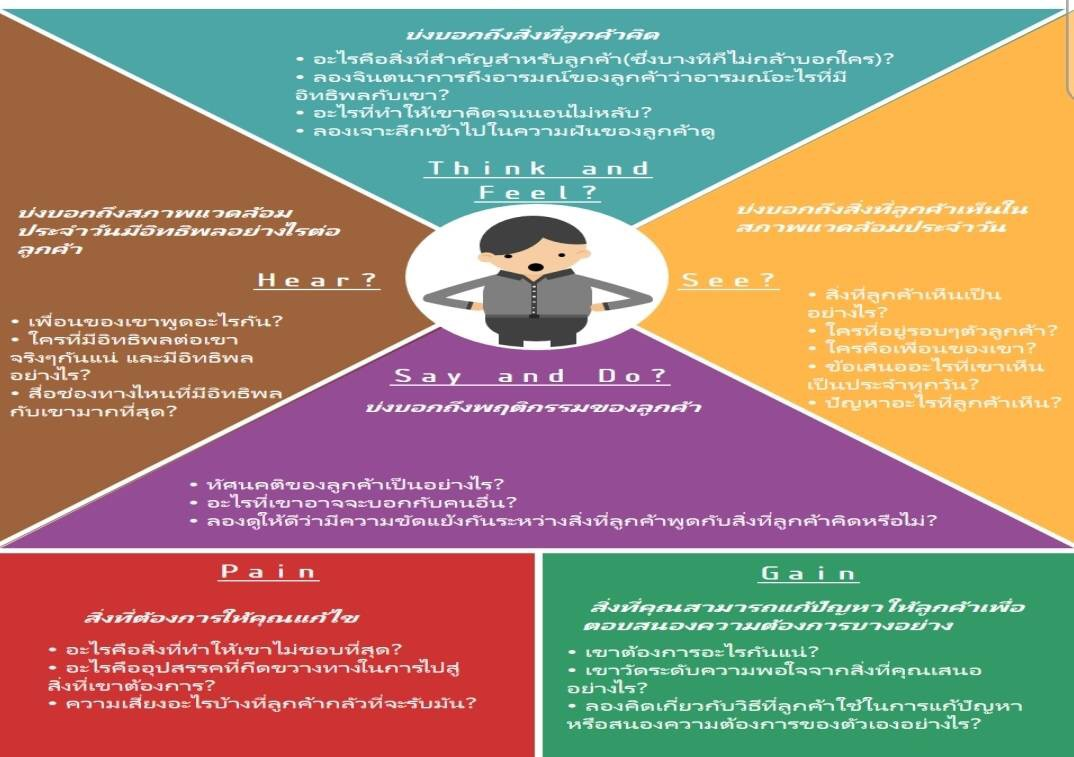 บ่งบอกถึงสิ่งที่ลูกค้าคิด
• อะไรคือสิ่งที่สำคัญสำหรับลูกค้า(ซึ่งบางทีก็ไม่กล้าบอกใคร)?
• ลองจินตนาการถึงอารมณ์ของลูกค้าว่าอารมณ์อะไรที่มี
อิทธิพลกับเขา?
• อะไรที่ทำให้เขาคิดจนนอนไม่หลับ?
• ลองเจาะลึกเข้าไปในความฝันของลูกค้าดู
Think and
Feel?
บ่งบอกถึงสภาพแวดล้อม
ประจำวันมีอิทธิพลอย่างไรต่อ
ลูกค้า
Hear?
• เพื่อนของเขาพูดอะไรกัน?
• ใครที่มีอิทธิพลต่อเขา
จริงๆกันแน่ และมีอิทธิพล
อย่างไร?
• สื่อช่องทางไหนที่มีอิทธิพล
กับเขามากที่สุด?
บ่งบอกถึงสิ่งที่ลูกค้าเห็นใน
สภาพแวดล้อมประจำวัน
See?
• สิ่งที่ลูกค้าเห็นเป็น
อย่างไร?
• ใครที่อยู่รอบๆตัวลูกค้า?
• ใครคือเพื่อนของเขา?
• ข้อเสนออะไรที่เขาเห็น
เป็นประจำทุกวัน?
• ปัญหาอะไรที่ลูกค้าเห็น?
Say and Do?
บ่งบอกถึงพฤติกรรมของลูกค้า
• ทัศนคติของลูกค้าเป็นอย่างไร?
• อะไรที่เขาอาจจะบอกกับคนอื่น?
• ลองดูให้ดีว่ามีความขัดแย้งกันระหว่างสิ่งที่ลูกค้าพูดกับสิ่งที่ลูกค้าคิดหรือไม่?
Pain
สิ่งที่ต้องการให้คุณแก้ไข
• อะไรคือสิ่งที่ทำให้เขาไม่ชอบที่สุด?
• อะไรคืออุปสรรคที่กีดขวางทางในการไปสู่
สิ่งที่เขาต้องการ?
• ความเสี่ยงอะไรบ้างที่ลูกค้ากลัวที่จะรับมัน?
Gain
สิ่งที่คุณสามารถแก้ปัญหาให้ลูกค้าเพื่อ
ตอบสนองความต้องการบางอย่าง
• เขาต้องการอะไรกันแน่?
• เขาวัดระดับความพอใจจากสิ่งที่คุณเสนอ
อย่างไร?
• ลองคิดเกี่ยวกับวิธีที่ลูกค้าใช้ในการแก้ปัญหา
หรือสนองความต้องการของตัวเองอย่างไร?